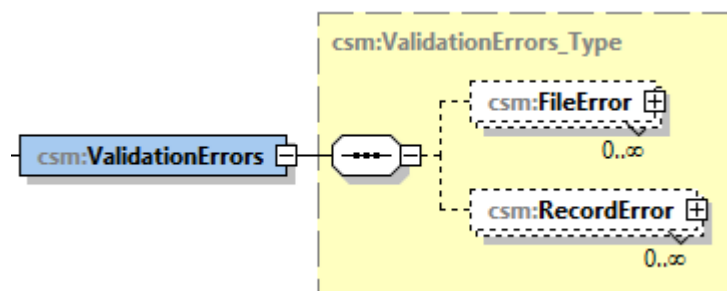 csm:ValidationErrors_Type
csm:FileError
0..∞
csm:ValidationErrors
csm:RecordError
0..∞